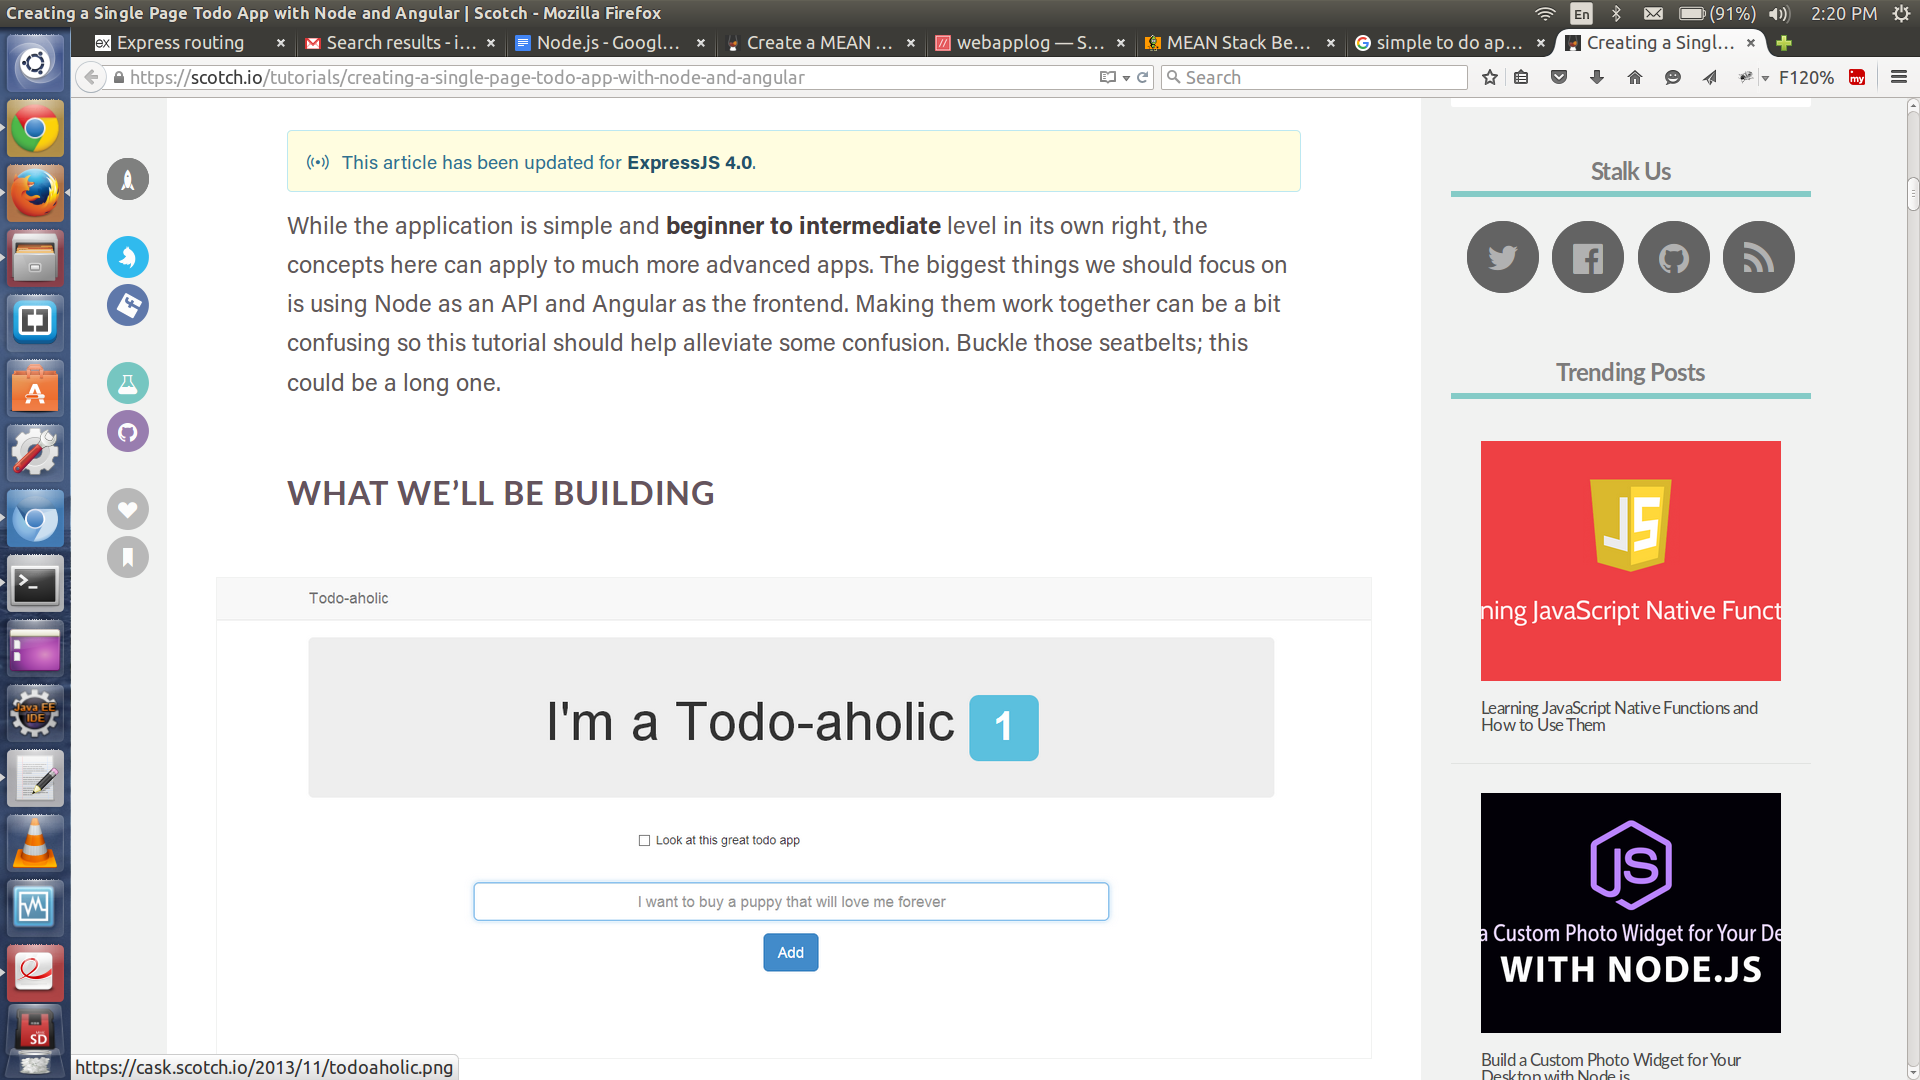 Creating a Single Page Todo App with Node and Angular | Scotch - Mozilla Firefox
En
(91%)
2:20 PM
ex Express routing ×
Search results - i... ×
Node.js - Googl... ×
Create a MEAN ... ×
webapplog — S... ×
MEAN Stack Be... ×
simple to do ap... ×
Creating a Singl... ×
https://scotch.io/tutorials/creating-a-single-page-todo-app-with-node-and-angular
Search
F120%
my
This article has been updated for ExpressJS 4.0.
While the application is simple and beginner to intermediate level in its own right, the
concepts here can apply to much more advanced apps. The biggest things we should focus on
is using Node as an API and Angular as the frontend. Making them work together can be a bit
confusing so this tutorial should help alleviate some confusion. Buckle those seatbelts; this
could be a long one.
WHAT WE'LL BE BUILDING
Todo-aholic
I'm a Todo-aholic 1
Look at this great todo app
I want to buy a puppy that will love me forever
Add
Stalk Us
Trending Posts
JS
ning JavaScript Native Funct
Learning JavaScript Native Functions and
How to Use Them
JS
a Custom Photo Widget for Your De
WITH NODE.JS
Build a Custom Photo Widget for Your
Desktop with Node.js
Java EE
IDE
SD
https://cask.scotch.io/2013/11/todoaholic.png